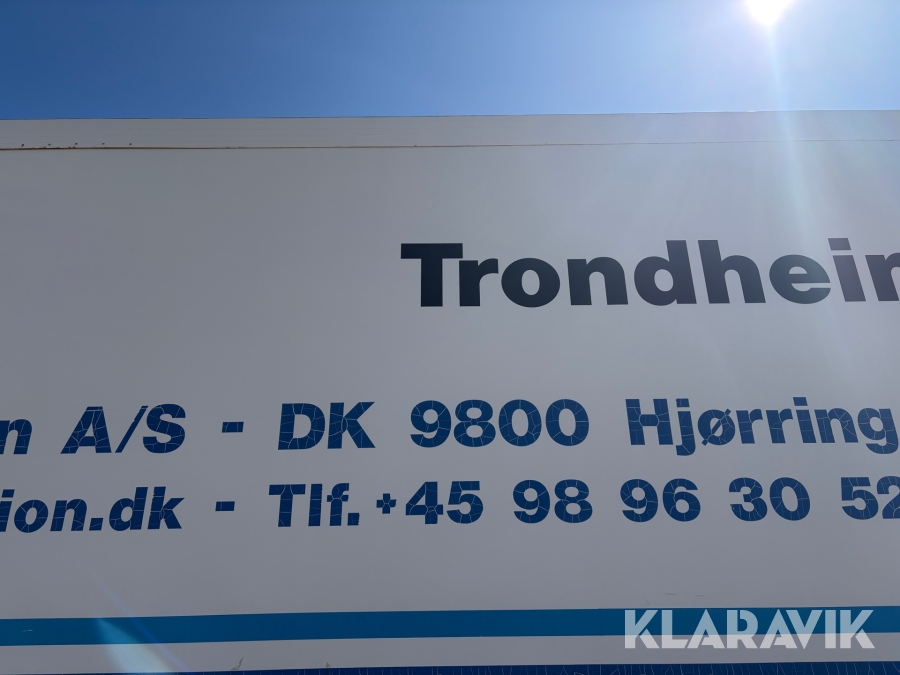 Trondhei
n A/S - DK 9800 Hjørring
ion.dk - Tlf. +45 98 96 30 52
KLARAVIK